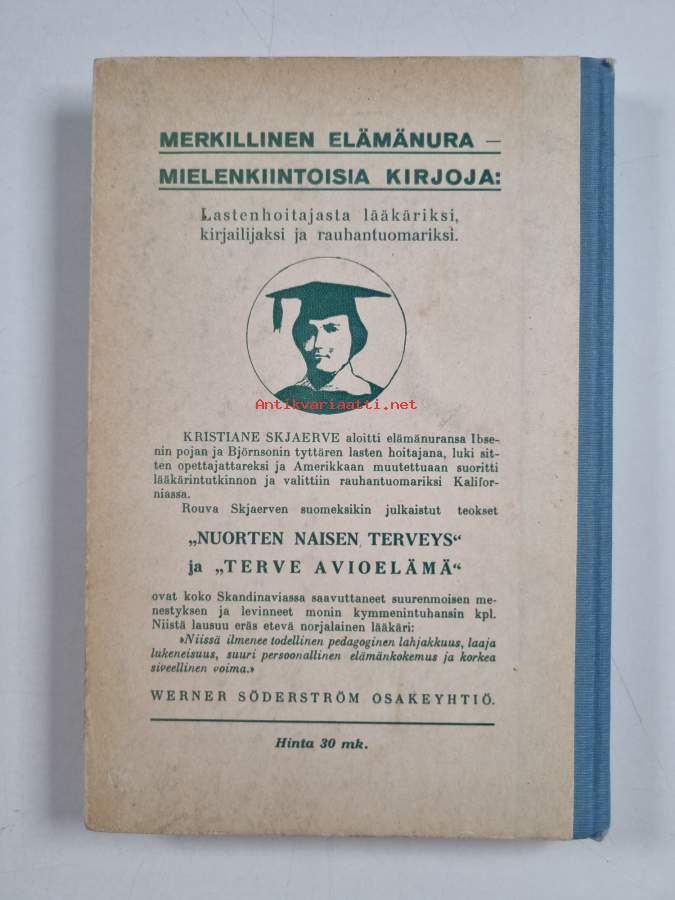 MERKILLINEN ELÄMÄNURA —
MIELENKIINTOISIA KIRJOJA:
Lastenhoitajasta lääkäriksi,
kirjailijaksi ja rauhantuomariksi.
Antikvariaatti.net
KRISTIANE SKJAERVE aloitti elämänuransa Ibse-
nin pojan ja Björnsonin tyttären lasten hoitajana, luki sit-
ten opettajattareksi ja Amerikkaan muutettuaan suoritti
lääkärintutkinnon ja valittiin rauhantuomariksi Kalifor-
niassa.
Rouva Skjaerven suomeksikin julkaistut teokset
„NUORTEN NAISEN TERVEYS“
ja „TERVE AVIOELÄMÄ“
ovat koko Skandinaviassa saavuttaneet suurenmoisen me-
nestyksen ja levinneet monin kymmenintuhansin kpl.
Niistä lausuu eräs etevä norjalainen lääkäri:
»Niissä ilmenee todellinen pedagoginen lahjakkuus, laaja
lukeneisuus, suuri persoonallinen elämänkokemus ja korkea
siveellinen voima.»
WERNER SÖDERSTRÖM OSAKEYHTIÖ.
Hinta 30 mk.